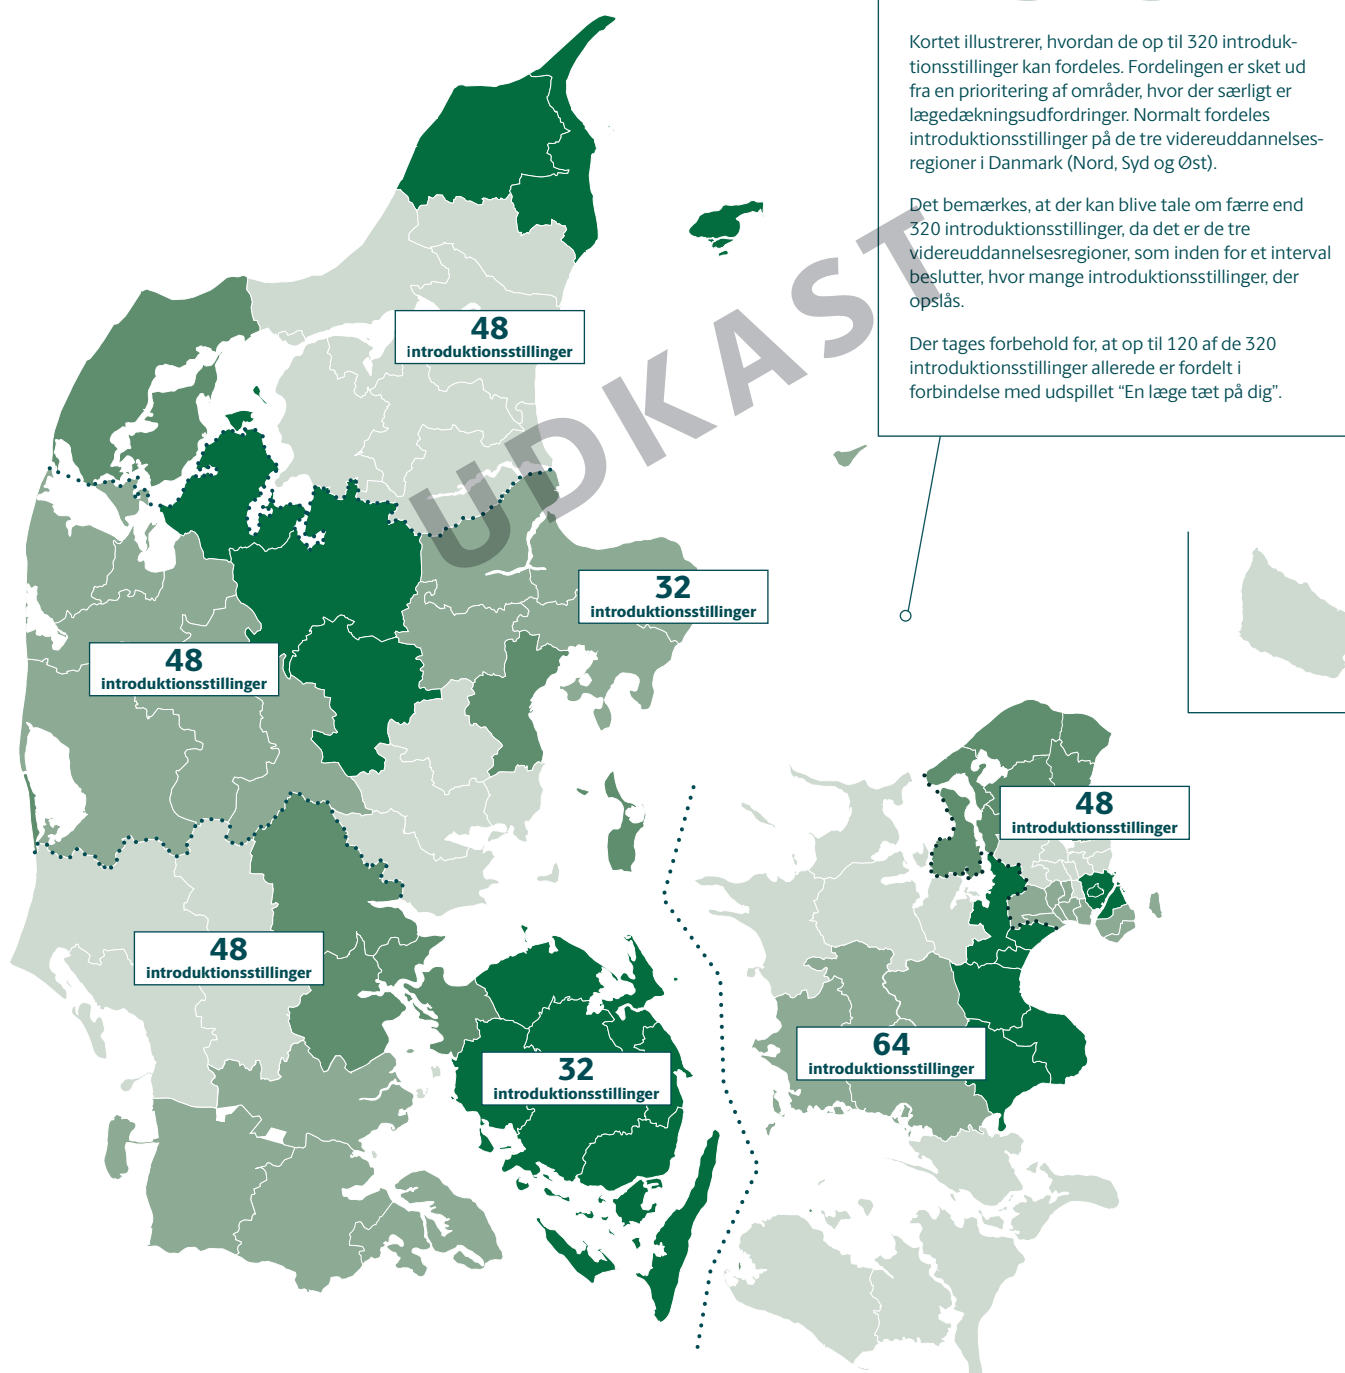 Kortet illustrerer, hvordan de op til 320 introduk-
tionsstillinger kan fordeles. Fordelingen er sket ud
fra en prioritering af områder, hvor der særligt er
lægedækningsudfordringer. Normalt fordeles
introduktionsstillinger på de tre videreuddannelses-
regioner i Danmark (Nord, Syd og Øst).
Det bemærkes, at der kan blive tale om færre end
320 introduktionsstillinger, da det er de tre
videreuddannelsesregioner, som inden for et interval
beslutter, hvor mange introduktionsstillinger, der
opslås.
Der tages forbehold for, at op til 120 af de 320
introduktionsstillinger allerede er fordelt i
forbindelse med udspillet “En læge tæt på dig”.
UDKAST
48
introduktionsstillinger
32
introduktionsstillinger
48
introduktionsstillinger
48
introduktionsstillinger
48
introduktionsstillinger
64
introduktionsstillinger
32
introduktionsstillinger